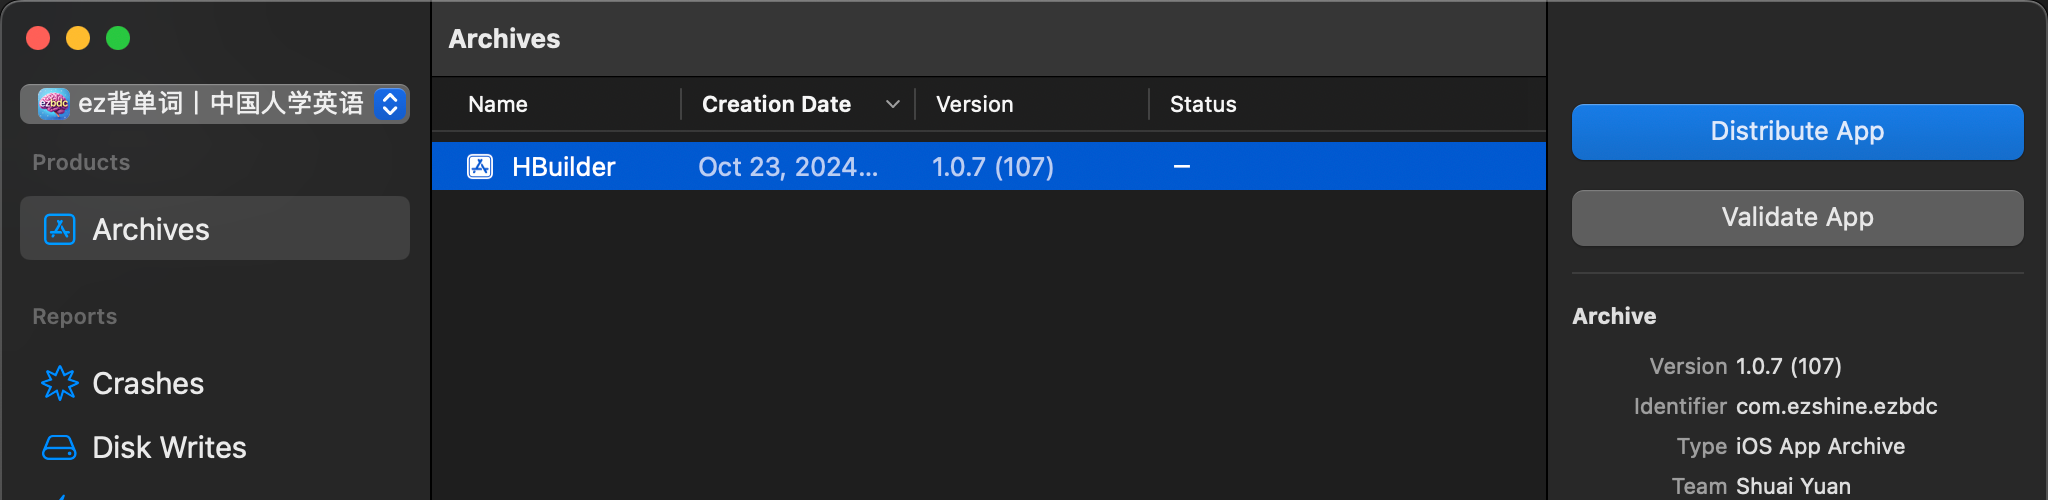 ezbdc
ez背单词丨中国人学英语
Products
Archives
Reports
Crashes
Disk Writes
Archives
Name
Creation Date
Version
Status
HBuilder
Oct 23, 2024...
1.0.7 (107)
–
Distribute App
Validate App
Archive
Version 1.0.7 (107)
Identifier com.ezshine.ezbdc
Type iOS App Archive
Team Shuai Yuan